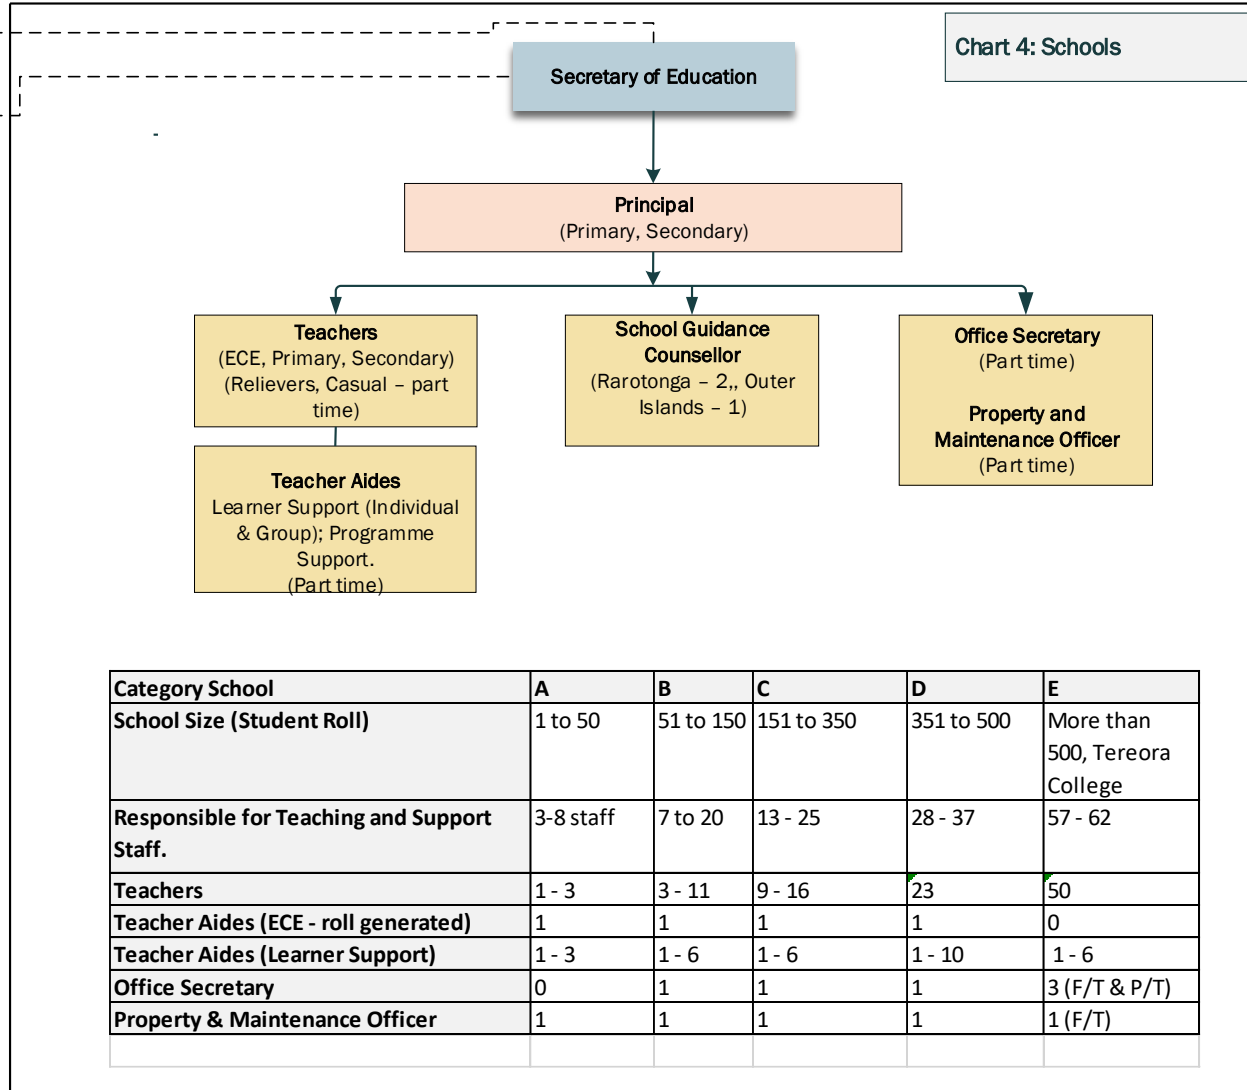 Chart 4: Schools
Secretary of Education
Principal
(Primary, Secondary)
Teachers
(ECE, Primary, Secondary)
(Relievers, Casual – part
time)
School Guidance
Counsellor
(Rarotonga – 2,, Outer
Islands – 1)
Office Secretary
(Part time)
Property and
Maintenance Officer
(Part time)
Teacher Aides
Learner Support (Individual
& Group); Programme
Support.
(Part time)
Category School A B C D E
School Size (Student Roll) 1 to 50 51 to 150 151 to 350 351 to 500 More than
500, Tereora
College
Responsible for Teaching and Support 3-8 staff 7 to 20 13 - 25 28 - 37 57 - 62
Staff.
Teachers 1 - 3 3 - 11 9 - 16 23 50
Teacher Aides (ECE - roll generated) 1 1 1 1 0
Teacher Aides (Learner Support) 1 - 3 1 - 6 1 - 6 1 - 10 1 - 6
Office Secretary 0 1 1 1 3 (F/T & P/T)
Property & Maintenance Officer 1 1 1 1 1 (F/T)